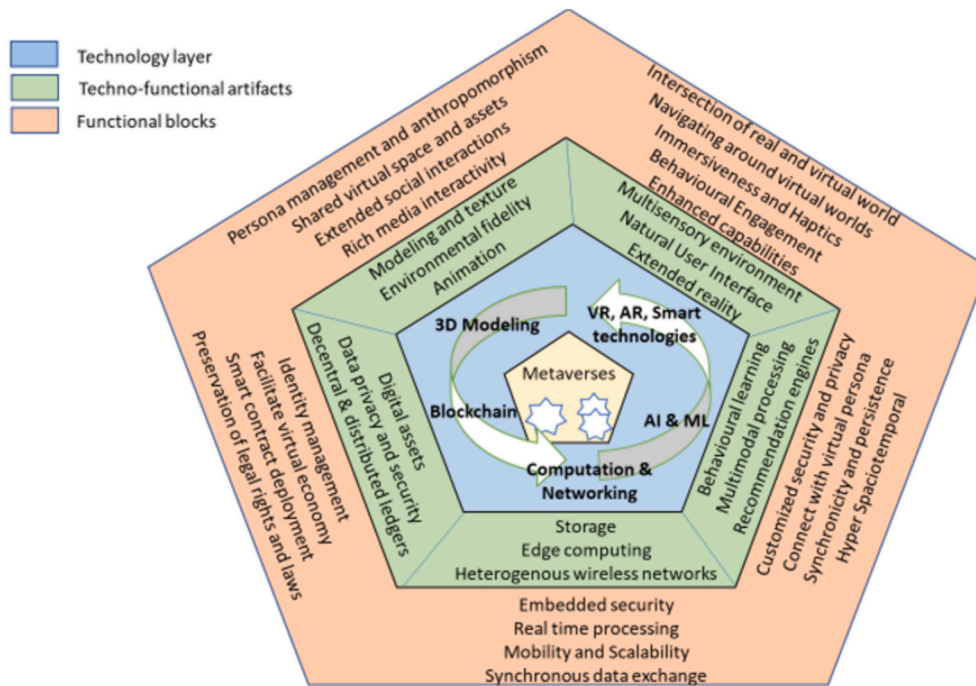 Technology layer
Techno-functional artifacts
Functional blocks
Persona management and anthropomorphism
Shared virtual space and assets
Extended social interactions
Rich media interactivity
Intersection of real and virtual world
Navigating around virtual worlds
Immersiveness and Haptics
Behavioural Engagement
Enhanced capabilities
Modeling and texture
Environmental fidelity
Animation
Multisensory environment
Natural User Interface
Extended reality
3D Modeling
VR, AR, Smart
technologies
Metaverses
Blockchain
AI & ML
Computation &
Networking
Identity management
Facilitate virtual economy
Smart contract deployment
Preservation of legal rights and laws
Digital assets
Data privacy and security
Decentral & distributed ledgers
Behavioural learning
Multimodal processing
Recommendation engines
Customized security and privacy
Connect with virtual persona
Synchronicity and persistence
Hyper Spaciotemporal
Storage
Edge computing
Heterogenous wireless networks
Embedded security
Real time processing
Mobility and Scalability
Synchronous data exchange